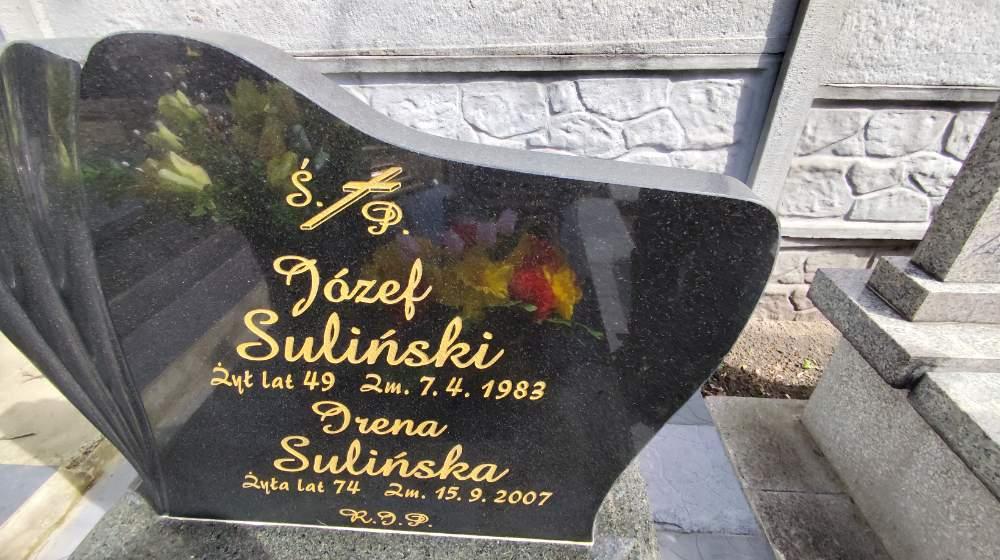 Ś. P.
Józef
Suliński
Żył lat 49 Zm. 7. 4. 1983
Irena
Sulińska
Żyła lat 74 Zm. 15. 9. 2007
R.I.P.